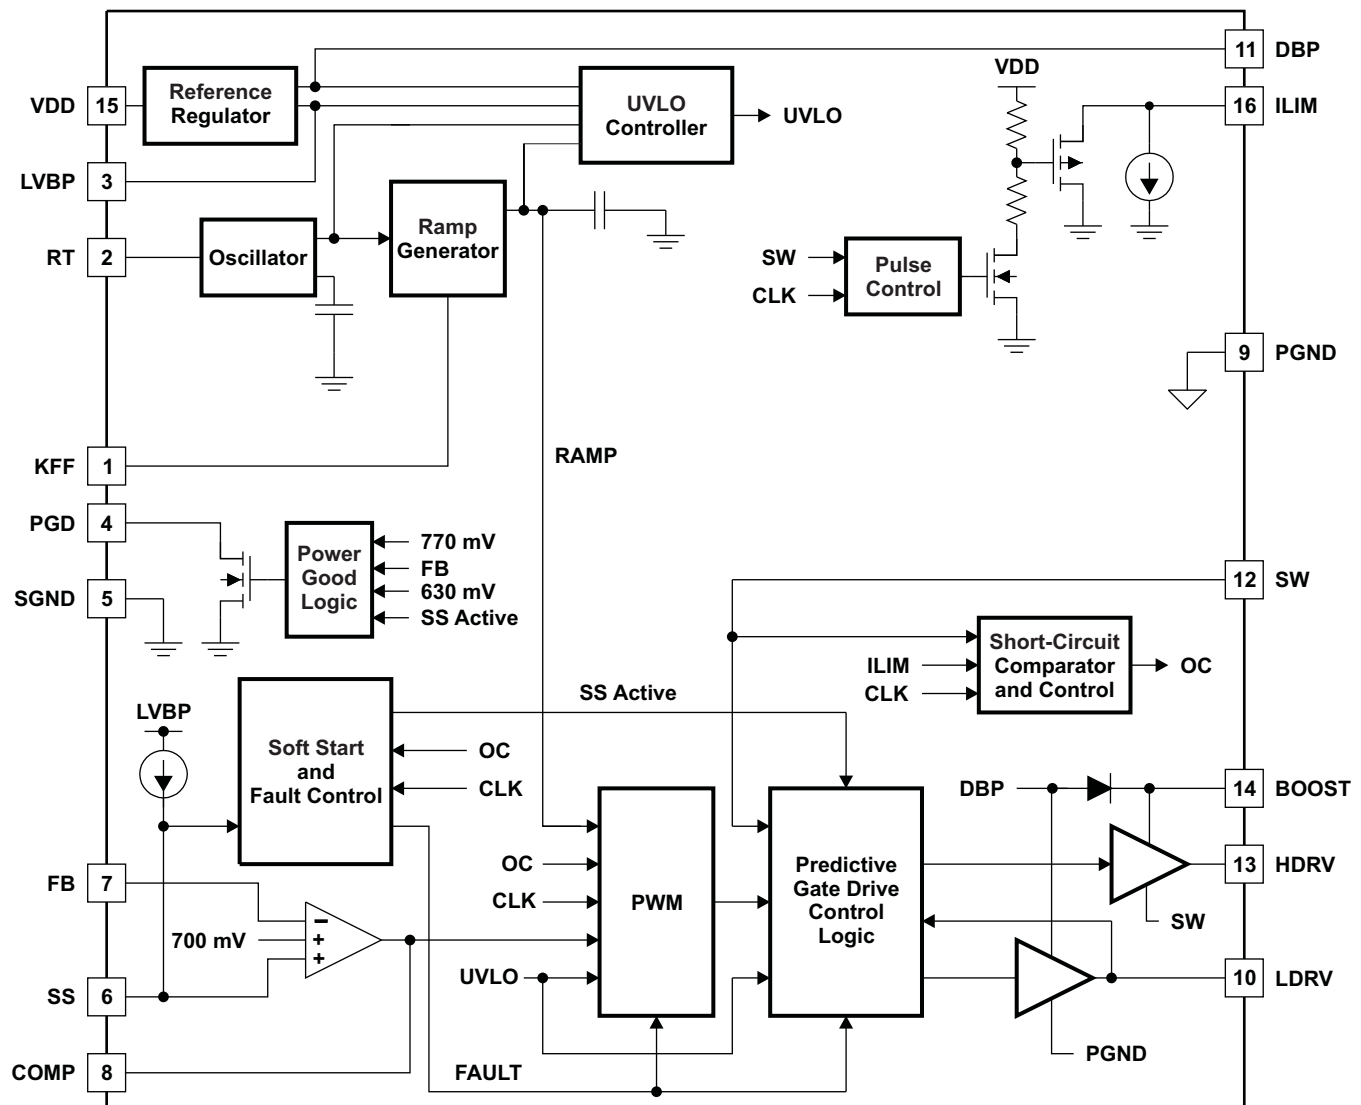 11 DBP
VDD
Reference
Regulator
UVLO
Controller
UVLO
VDD 15
16 ILIM
LVBP 3
Ramp
Generator
RT 2
Oscillator
SW
CLK
Pulse
Control
9 PGND
KFF 1
RAMP
PGD 4
Power
Good
Logic
770 mV
FB
630 mV
SS Active
12 SW
SGND 5
Short-Circuit
Comparator
and Control
ILIM
CLK
OC
SS Active
LVBP
Soft Start
and
Fault Control
OC
CLK
DBP
14 BOOST
FB 7
OC
CLK
PWM
Predictive
Gate Drive
Control
Logic
13 HDRV
SW
700 mV
–
+
+
UVLO
10 LDRV
SS 6
PGND
COMP 8
FAULT